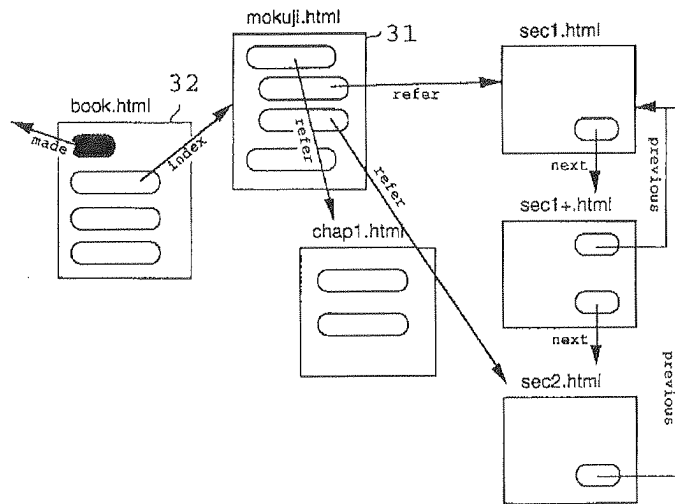 mokuji.html
31
sec1.html
32
book.html
made
index
refer
refer
refer
next
previous
sec1+.html
chap1.html
next
previous
sec2.html